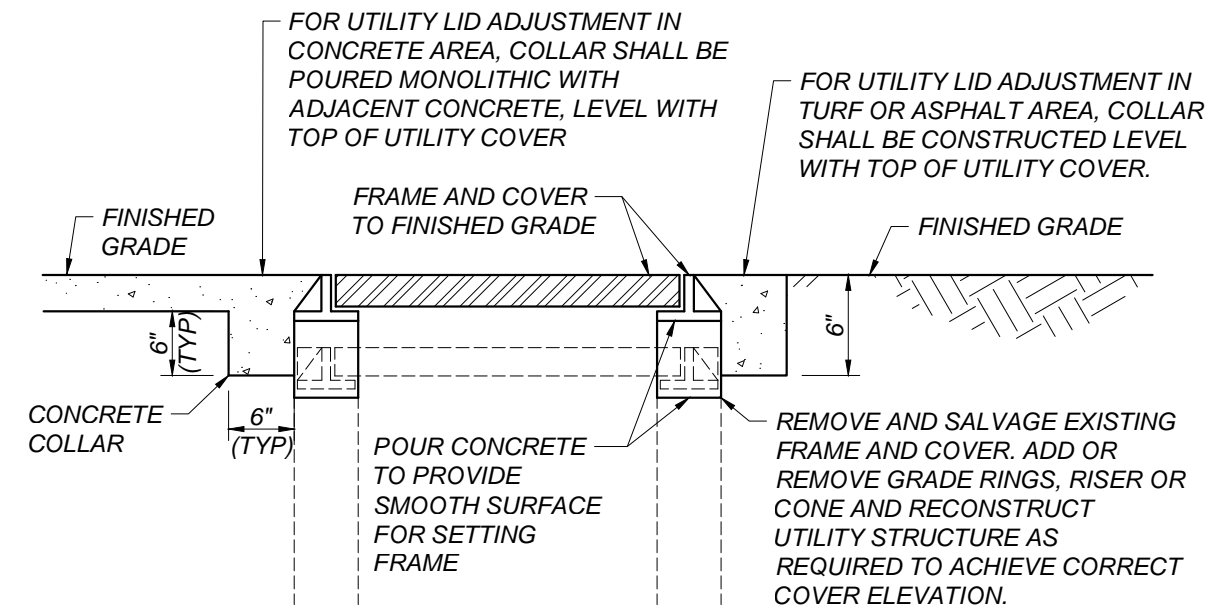 FOR UTILITY LID ADJUSTMENT IN
CONCRETE AREA, COLLAR SHALL BE
POURED MONOLITHIC WITH
ADJACENT CONCRETE, LEVEL WITH
TOP OF UTILITY COVER
FOR UTILITY LID ADJUSTMENT IN
TURF OR ASPHALT AREA, COLLAR
SHALL BE CONSTRUCTED LEVEL
WITH TOP OF UTILITY COVER.
FINISHED
GRADE
FRAME AND COVER
TO FINISHED GRADE
FINISHED GRADE
6"
(TYP)
6"
CONCRETE
COLLAR
6"
(TYP)
POUR CONCRETE
TO PROVIDE
SMOOTH SURFACE
FOR SETTING
FRAME
REMOVE AND SALVAGE EXISTING
FRAME AND COVER. ADD OR
REMOVE GRADE RINGS, RISER OR
CONE AND RECONSTRUCT
UTILITY STRUCTURE AS
REQUIRED TO ACHIEVE CORRECT
COVER ELEVATION.